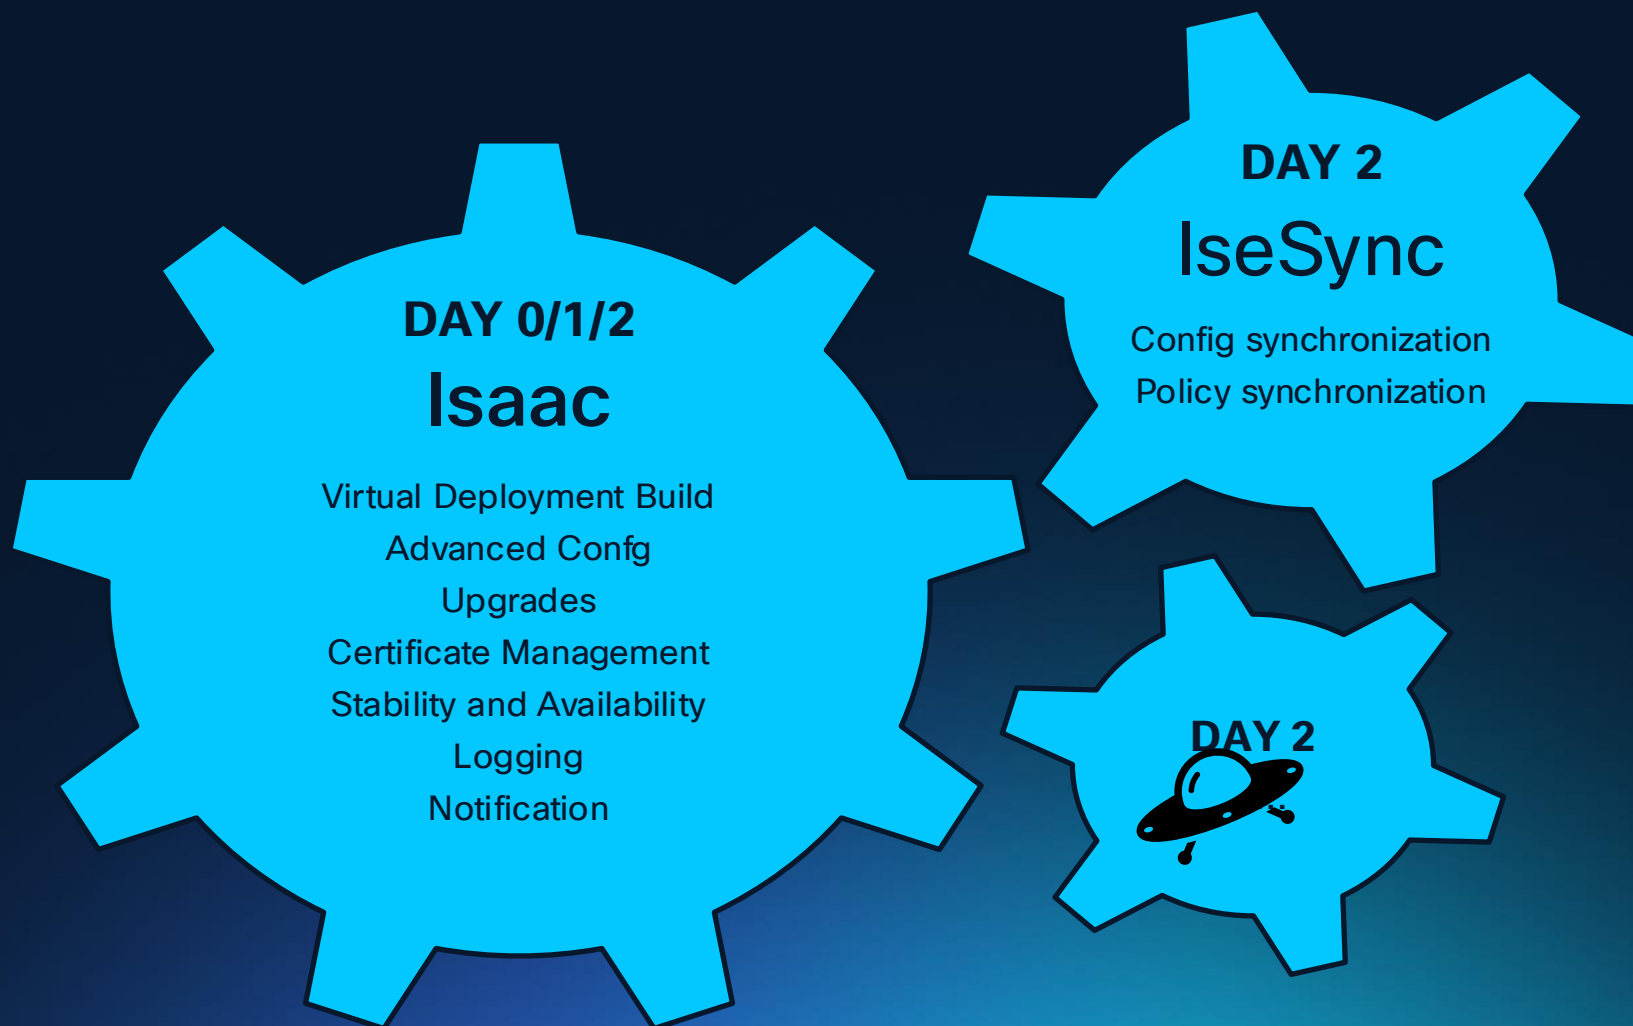 DAY 0/1/2
Isaac
Virtual Deployment Build
Advanced Confg
Upgrades
Certificate Management
Stability and Availability
Logging
Notification
DAY 2
IseSync
Config synchronization
Policy synchronization
DAY 2